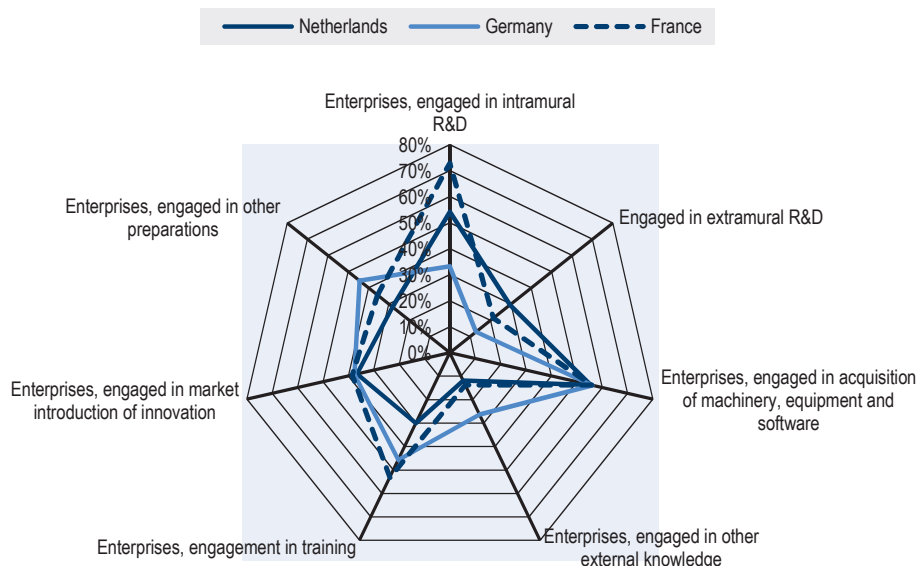 Netherlands Germany France
Enterprises, engaged in intramural
R&D
80%
70%
60%
50%
40%
30%
20%
10%
0%
Engaged in extramural R&D
Enterprises, engaged in acquisition
of machinery, equipment and
software
Enterprises, engaged in other
external knowledge
Enterprises, engagement in training
Enterprises, engaged in market
introduction of innovation
Enterprises, engaged in other
preparations